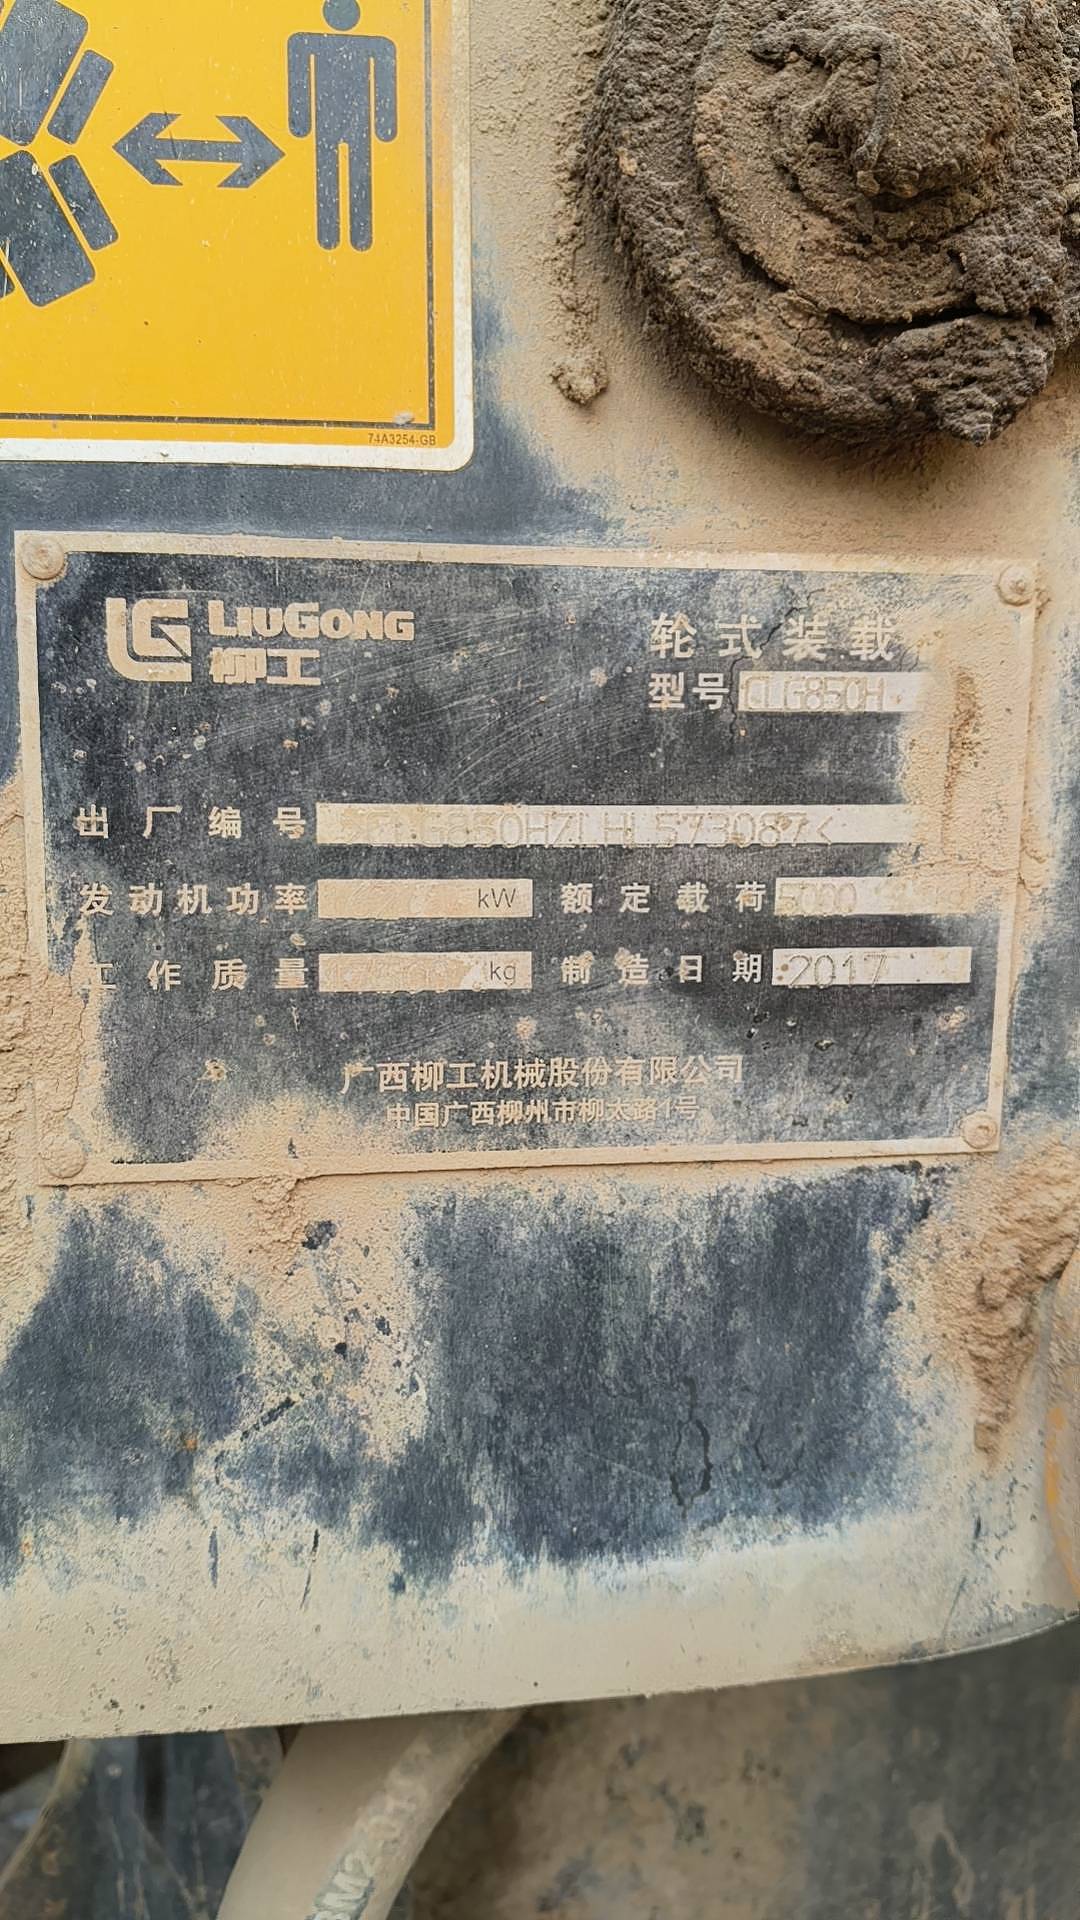 74A3254-GB
LIUGONG
柳工
轮式装载
型号 CLG850H
出厂编号
发动机功率 kW 额定载荷 5000
工作质量 kg 制造日期 2017
广西柳工机械股份有限公司
中国广西柳州市柳太路1号